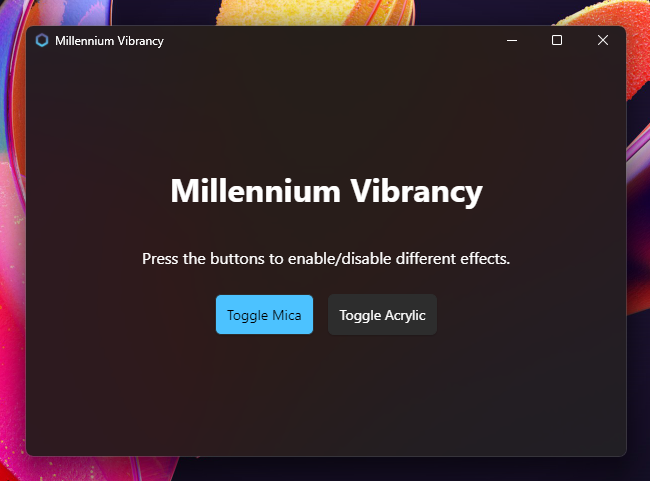 Millennium Vibrancy
Millennium Vibrancy
Press the buttons to enable/disable different effects.
Toggle Mica
Toggle Acrylic